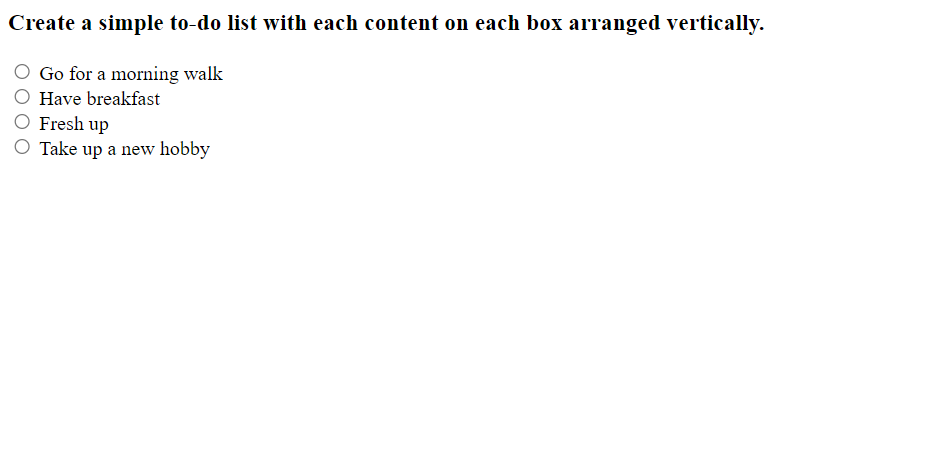 Create a simple to-do list with each content on each box arranged vertically.
Go for a morning walk
Have breakfast
Fresh up
Take up a new hobby